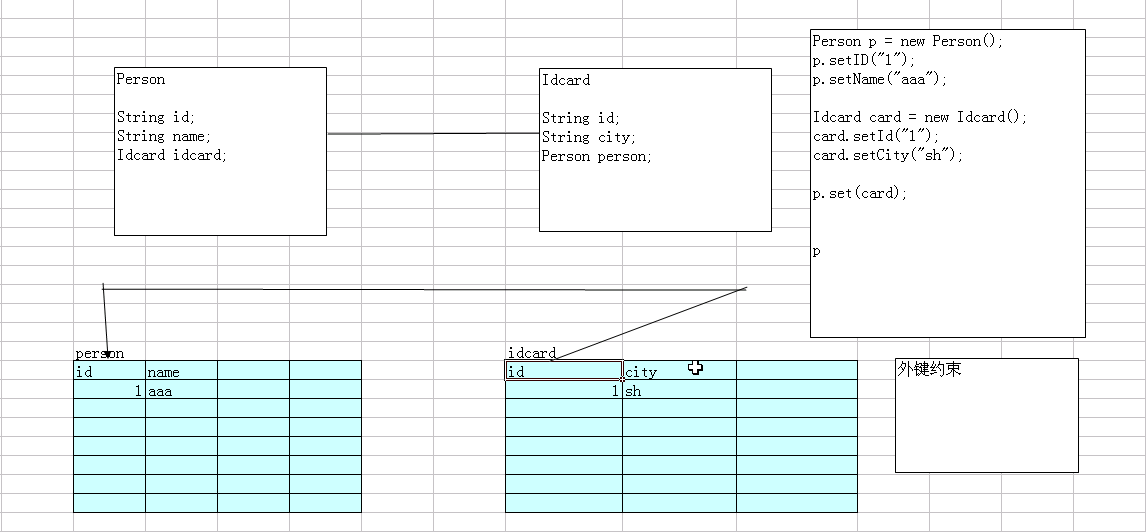 Person
String id;
String name;
Idcard idcard;
Idcard
String id;
String city;
Person person;
Person p = new Person();
p.setID("1");
p.setName("aaa");
Idcard card = new Idcard();
card.setId("1");
card.setCity("sh");
p.set(card);
p
person
id name
1 aaa
idcard
id city
1 sh
外键约束